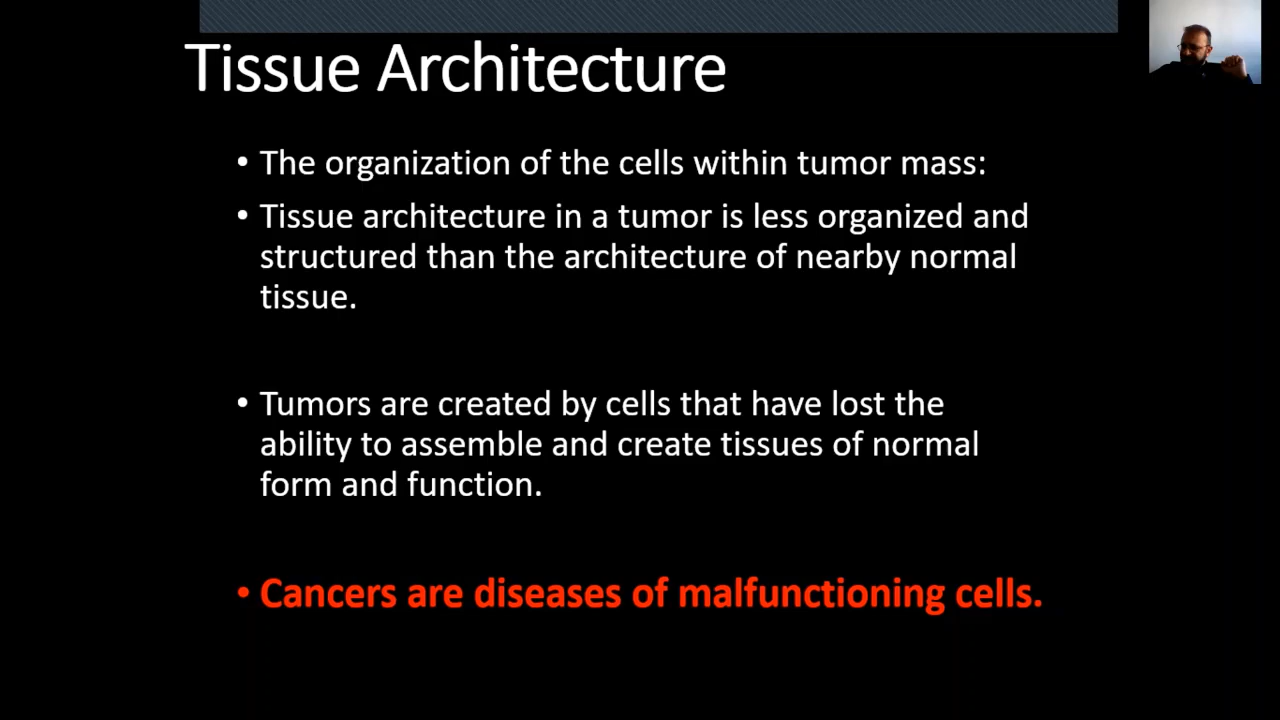 Tissue Architecture
• The organization of the cells within tumor mass:
• Tissue architecture in a tumor is less organized and
structured than the architecture of nearby normal
tissue.
• Tumors are created by cells that have lost the
ability to assemble and create tissues of normal
form and function.
• Cancers are diseases of malfunctioning cells.